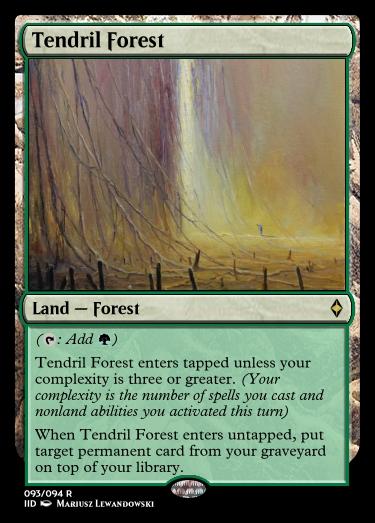 Tendril Forest
Land — Forest
(: Add )
Tendril Forest enters tapped unless your
complexity is three or greater. (Your
complexity is the number of spells you cast and
nonland abilities you activated this turn)
When Tendril Forest enters untapped, put
target permanent card from your graveyard
on top of your library.
093/094 R
IID Mariusz Lewandowski